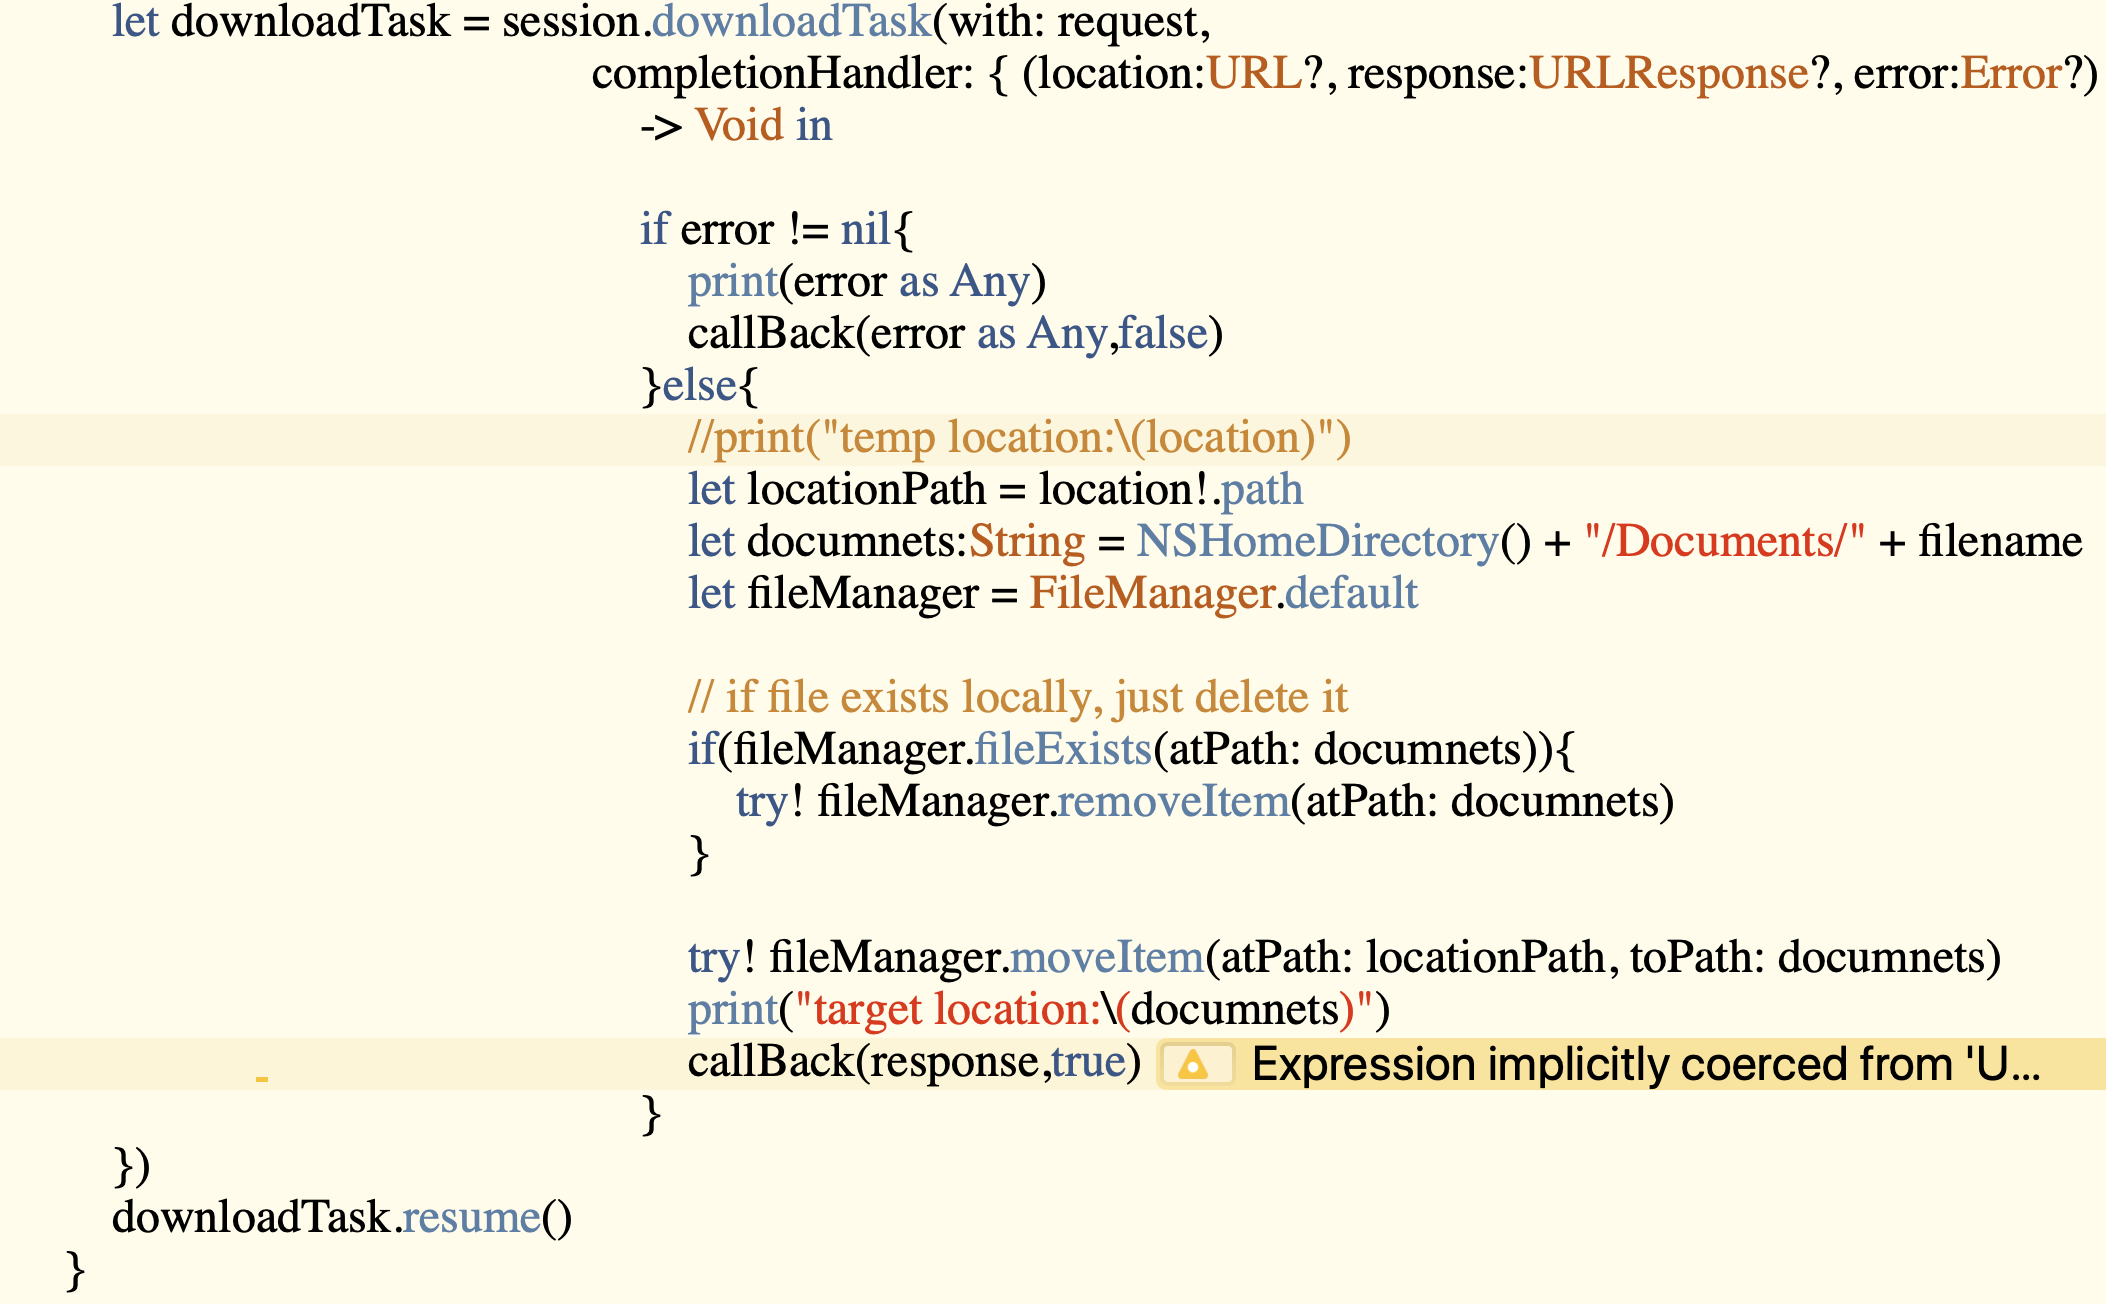 let downloadTask = session.downloadTask(with: request,
completionHandler: { (location:URL?, response:URLResponse?, error:Error?)
-> Void in
if error != nil{
print(error as Any)
callBack(error as Any,false)
}else{
//print("temp location:\(location)")
let locationPath = location!.path
let documnets:String = NSHomeDirectory() + "/Documents/" + filename
let fileManager = FileManager.default
// if file exists locally, just delete it
if(fileManager.fileExists(atPath: documnets)){
try! fileManager.removeItem(atPath: documnets)
}
try! fileManager.moveItem(atPath: locationPath, toPath: documnets)
print("target location:\(documnets)")
callBack(response,true) Expression implicitly coerced from 'U...
}
})
downloadTask.resume()
}